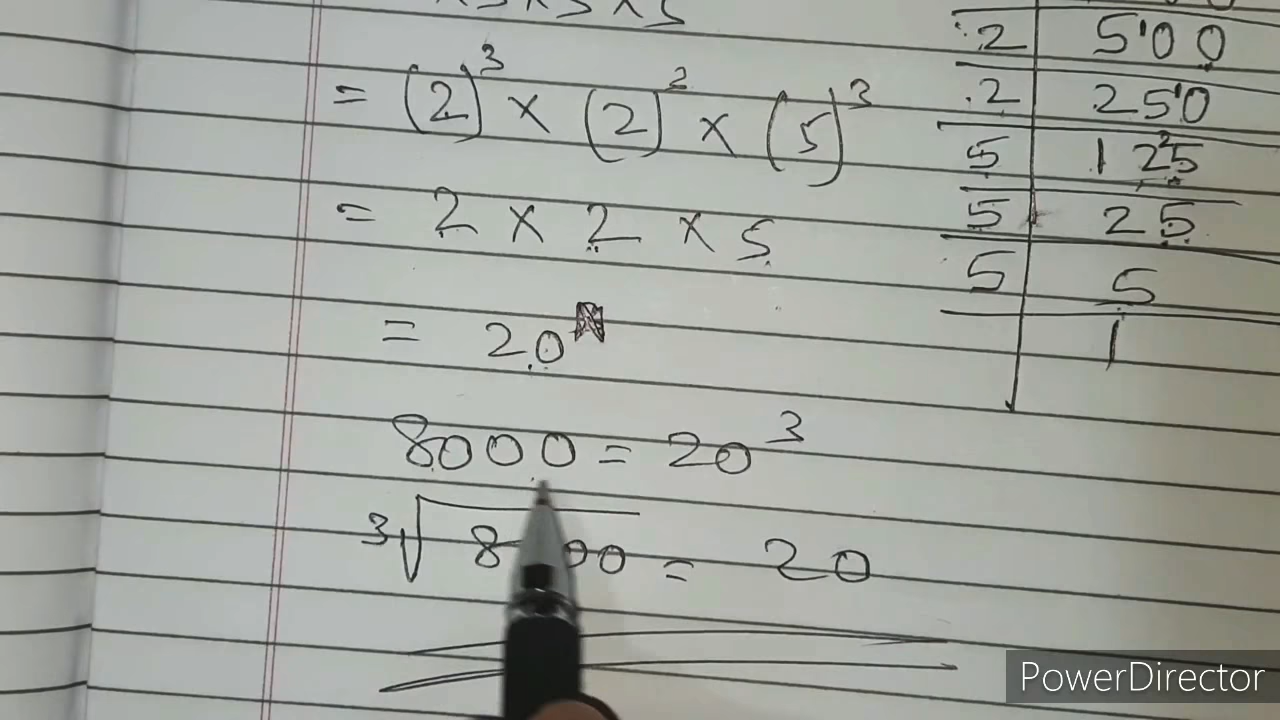 = (2)³ × (2)² × (5)³
= 2 × 2 × 5
= 20
8000 = 20³
³√8000 = 20
2 | 500
2 | 250
5 | 125
5 | 25
5 | 5
1
PowerDirector